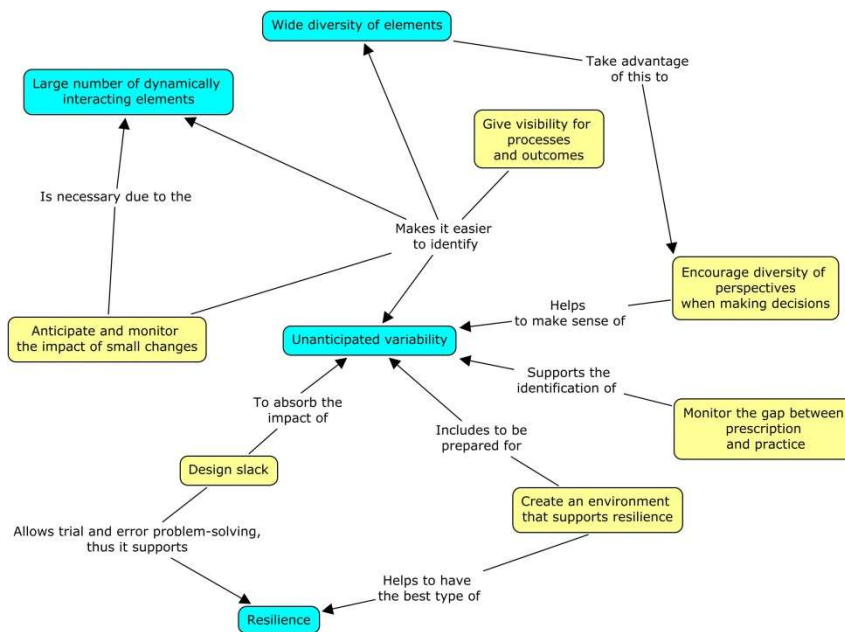 Wide diversity of elements
Take advantage
of this to
Large number of dynamically
interacting elements
Give visibility for
processes
and outcomes
Is necessary due to the
Makes it easier
to identify
Encourage diversity of
perspectives
when making decisions
Helps
to make sense of
Anticipate and monitor
the impact of small changes
Unanticipated variability
Supports the
identification of
To absorb the
impact of
Monitor the gap between
prescription
and practice
Includes to be
prepared for
Design slack
Create an environment
that supports resilience
Allows trial and error problem-solving,
thus it supports
Helps to have
the best type of
Resilience